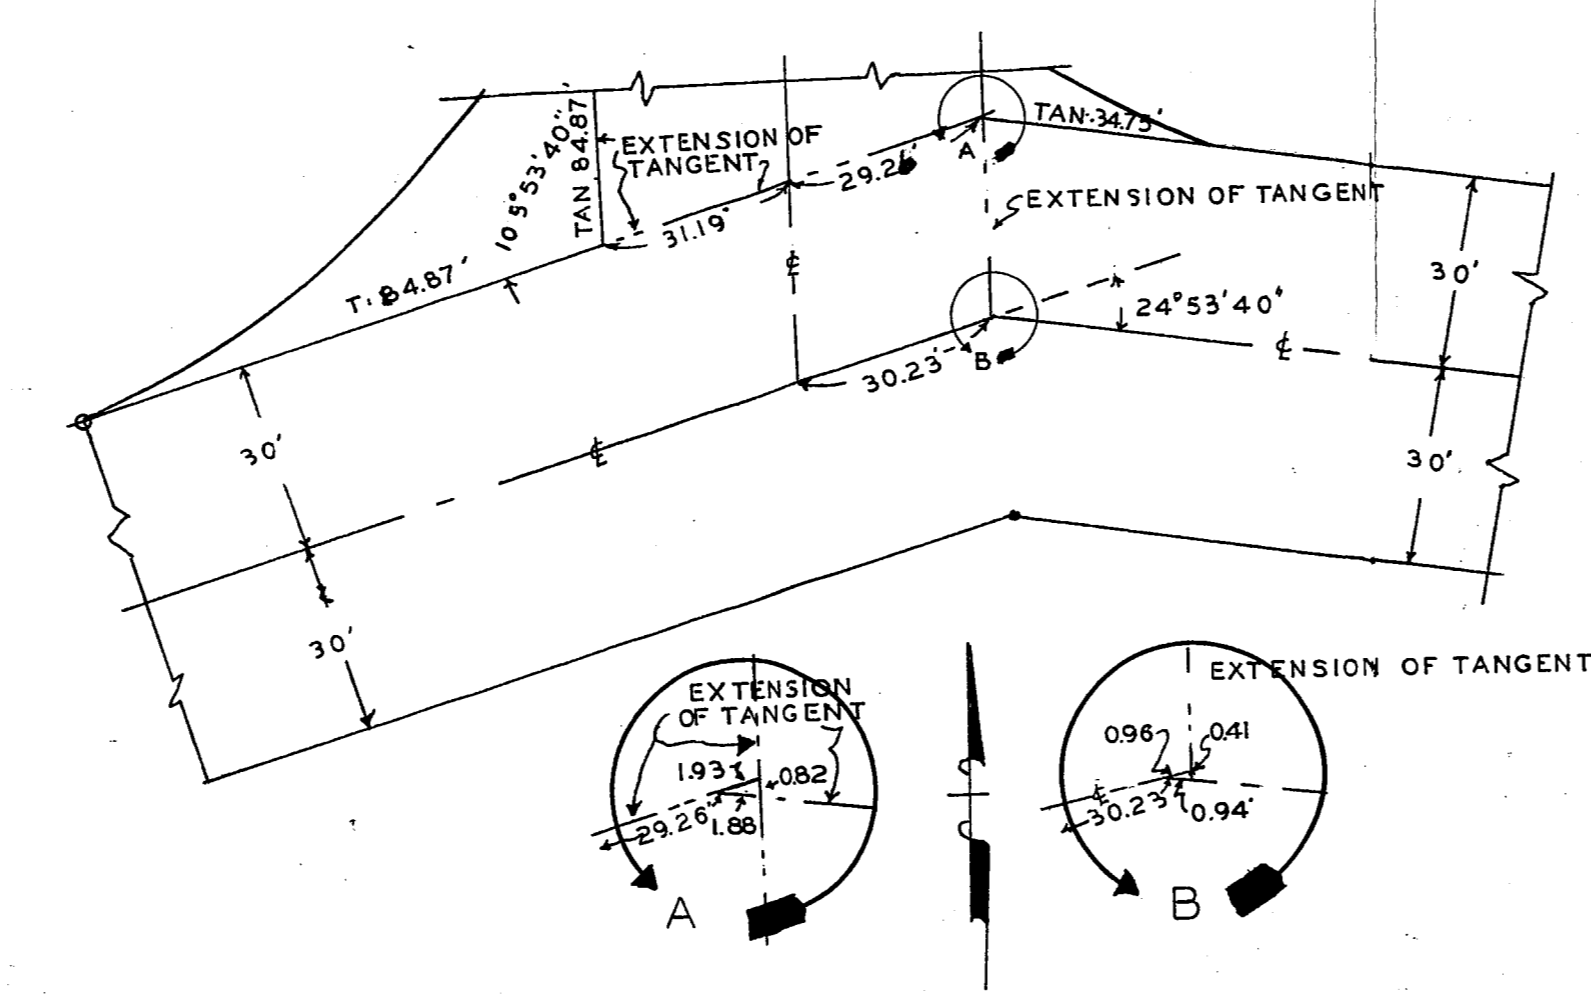 TAN. 84.87'
105°53'40"
EXTENSION OF
TANGENT
T: 84.87'
31.19'
29.26'
A
TAN. 34.75'
EXTENSION OF TANGENT
℄
30'
30'
24°53'40"
℄
B
30.23'
℄
30'
30'
EXTENSION
OF TANGENT
1.93
0.82
29.26'
1.88
A
EXTENSION OF TANGENT
0.96
0.41
℄
30.23'
0.94'
B